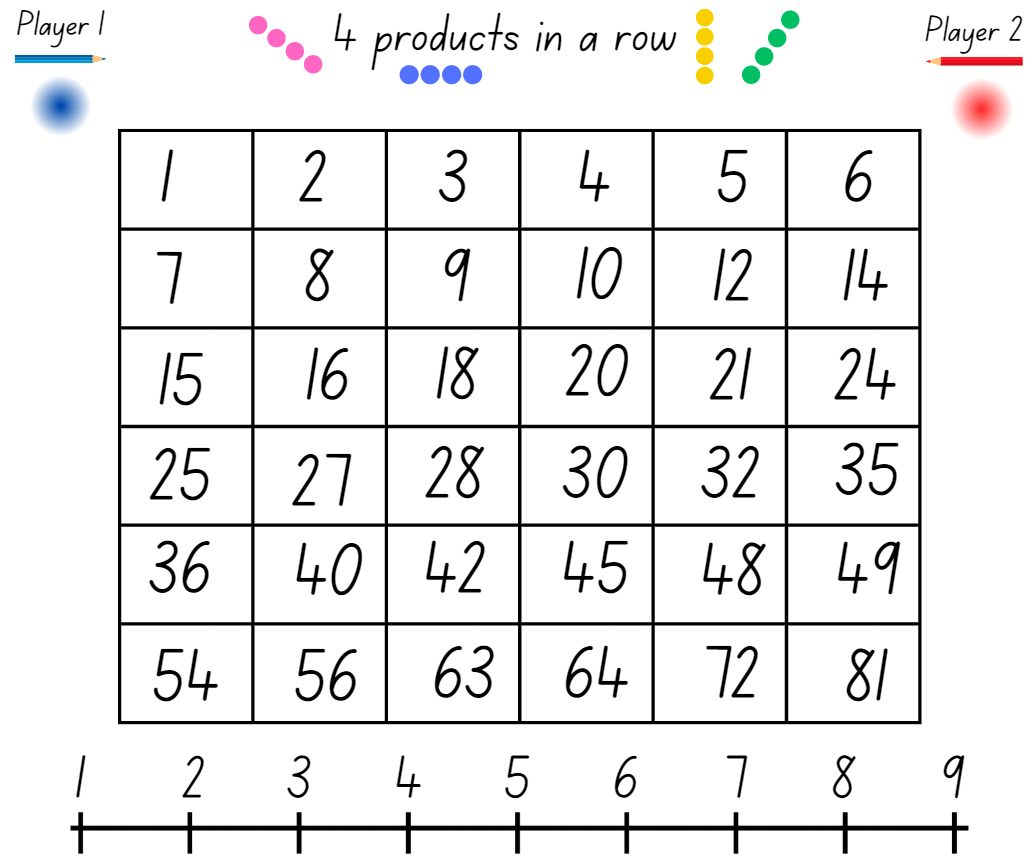 Player 1
4 products in a row
Player 2
1 2 3 4 5 6
7 8 9 10 12 14
15 16 18 20 21 24
25 27 28 30 32 35
36 40 42 45 48 49
54 56 63 64 72 81
1 2 3 4 5 6 7 8 9